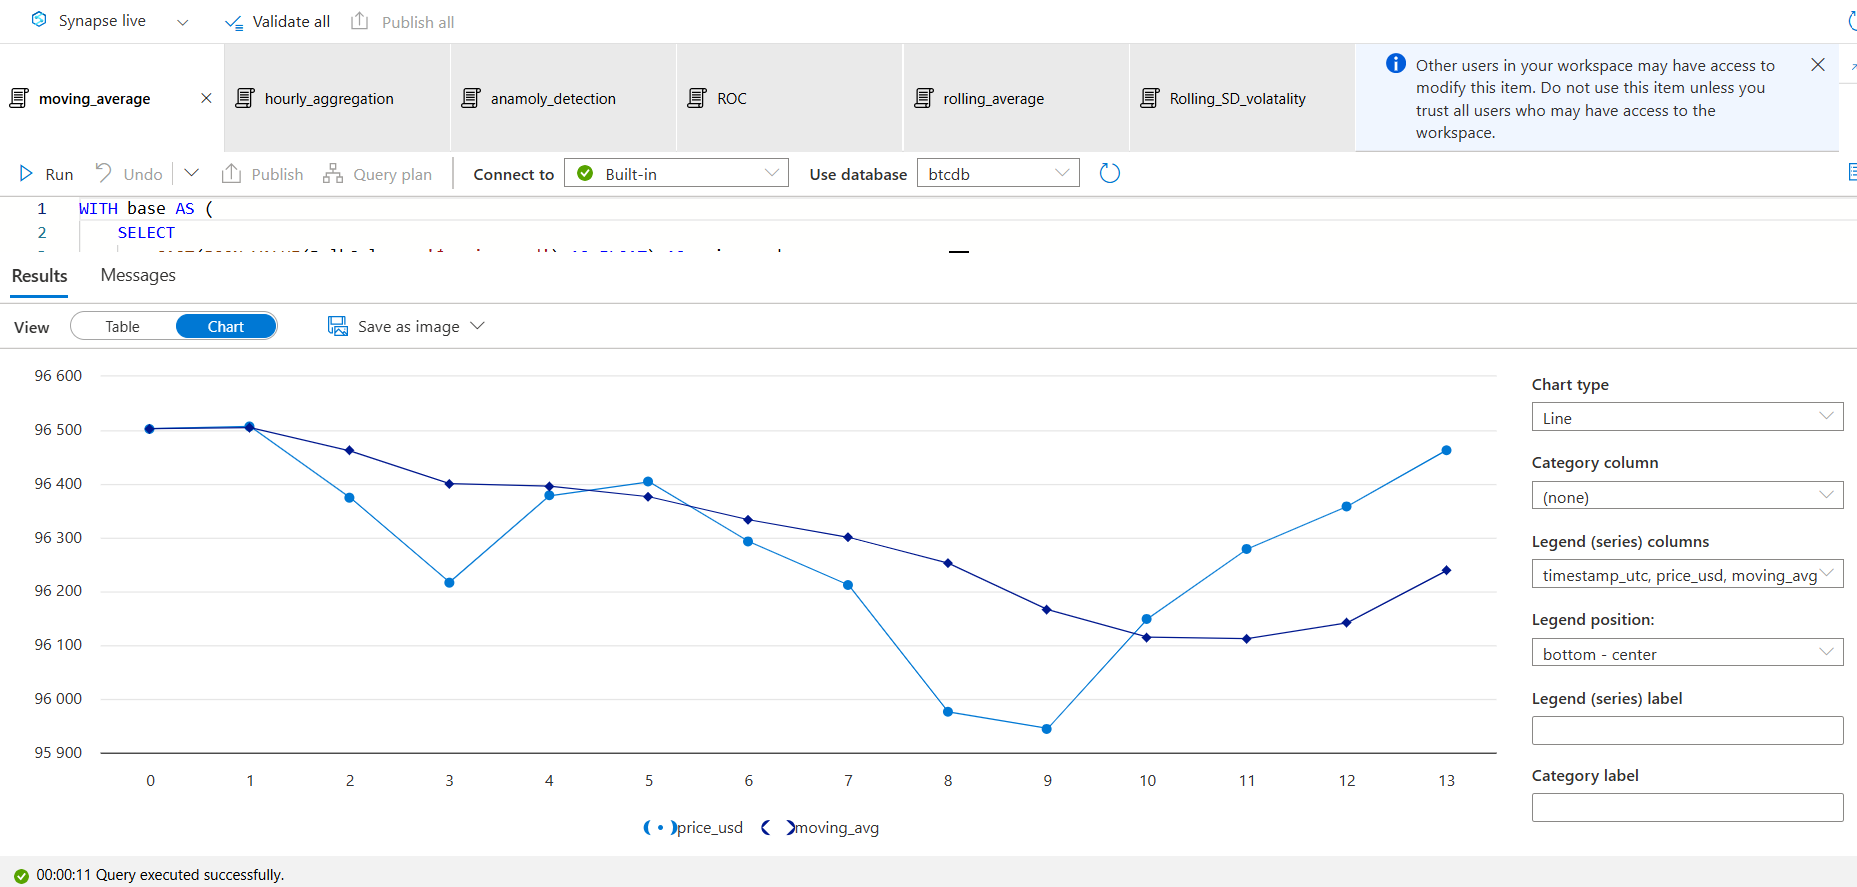 Synapse live
Validate all
Publish all
moving_average
hourly_aggregation
anamoly_detection
ROC
rolling_average
Rolling_SD_volatality
Other users in your workspace may have access to
modify this item. Do not use this item unless you
trust all users who may have access to the
workspace.
Run
Undo
Publish
Query plan
Connect to
Built-in
Use database
btcdb
1 WITH base AS (
2 SELECT
Results
Messages
View
Table
Chart
Save as image
96 600
96 500
96 400
96 300
96 200
96 100
96 000
95 900
0 1 2 3 4 5 6 7 8 9 10 11 12 13
price_usd
moving_avg
Chart type
Line
Category column
(none)
Legend (series) columns
timestamp_utc, price_usd, moving_avg
Legend position:
bottom - center
Legend (series) label
Category label
00:00:11 Query executed successfully.